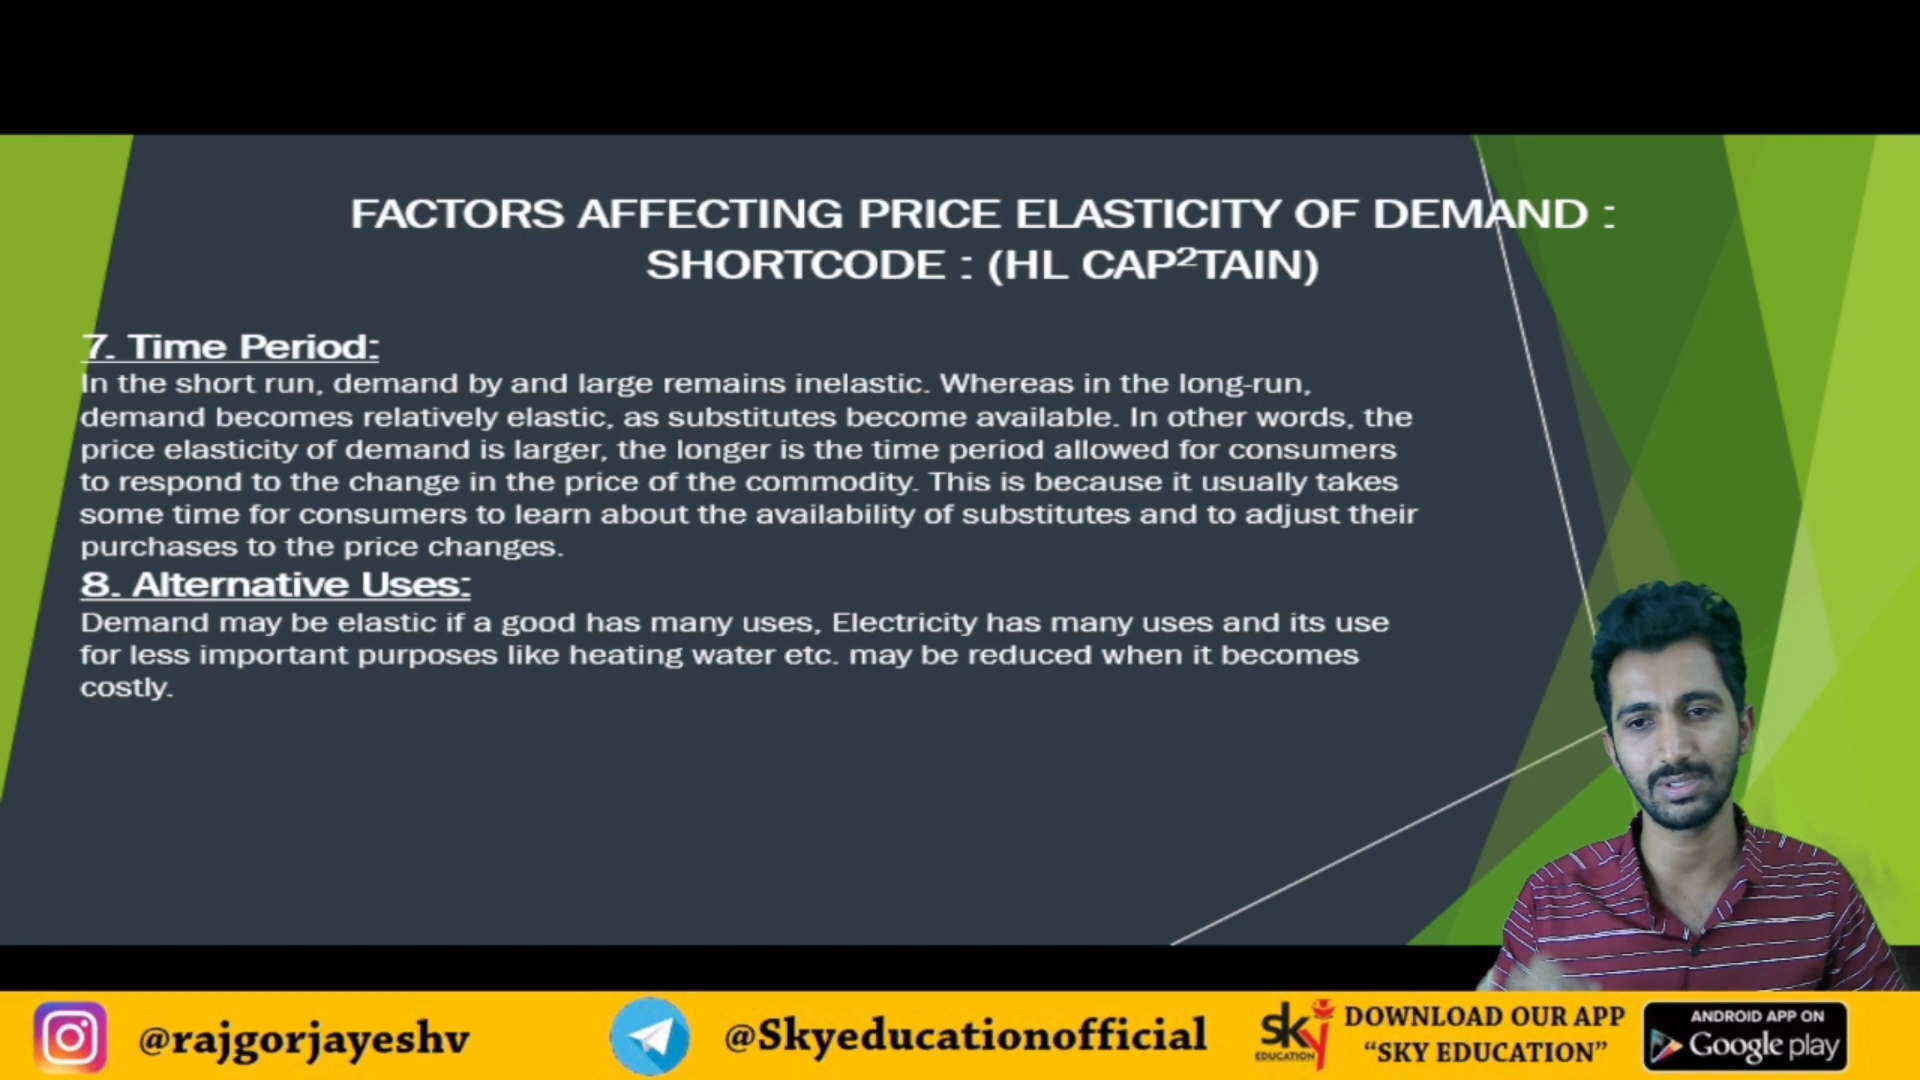 FACTORS AFFECTING PRICE ELASTICITY OF DEMAND :
SHORTCODE : (HL CAP²TAIN)
7. Time Period:
In the short run, demand by and large remains inelastic. Whereas in the long-run,
demand becomes relatively elastic, as substitutes become available. In other words, the
price elasticity of demand is larger, the longer is the time period allowed for consumers
to respond to the change in the price of the commodity. This is because it usually takes
some time for consumers to learn about the availability of substitutes and to adjust their
purchases to the price changes.
8. Alternative Uses:
Demand may be elastic if a good has many uses, Electricity has many uses and its use
for less important purposes like heating water etc. may be reduced when it becomes
costly.
@rajgorjayeshv
@Skyeducationofficial
sky
EDUCATION
DOWNLOAD OUR APP
“SKY EDUCATION”
ANDROID APP ON
Google play